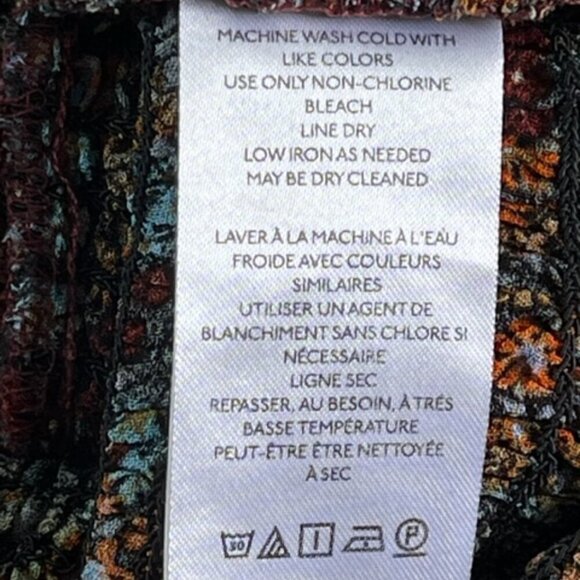 MACHINE WASH COLD WITH
LIKE COLORS
USE ONLY NON-CHLORINE
BLEACH
LINE DRY
LOW IRON AS NEEDED
MAY BE DRY CLEANED
LAVER À LA MACHINE À L'EAU
FROIDE AVEC COULEURS
SIMILAIRES
UTILISER UN AGENT DE
BLANCHIMENT SANS CHLORE SI
NÉCESSAIRE
LIGNE SEC
REPASSER, AU BESOIN, À TRÉS
BASSE TEMPÉRATURE
PEUT-ÊTRE ÊTRE NETTOYÉE
À SEC
30 P